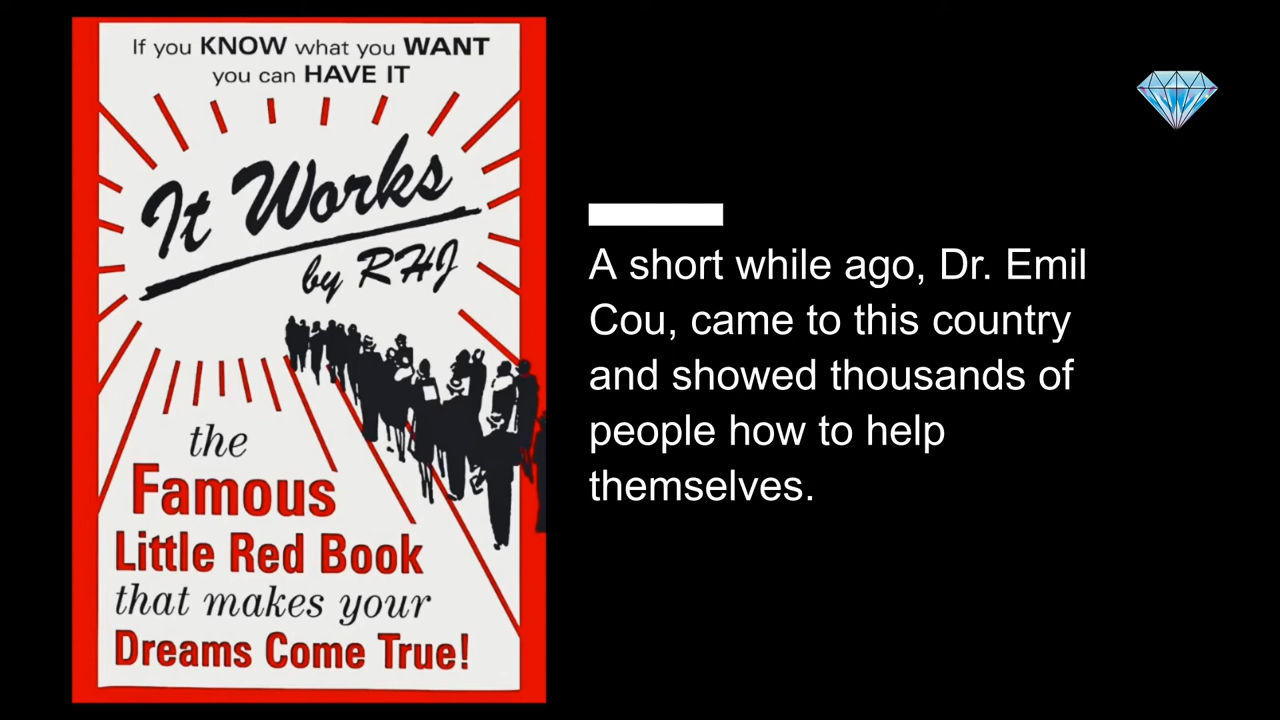 If you KNOW what you WANT
you can HAVE IT
It Works
by RHJ
the
Famous
Little Red Book
that makes your
Dreams Come True!
A short while ago, Dr. Emil
Cou, came to this country
and showed thousands of
people how to help
themselves.